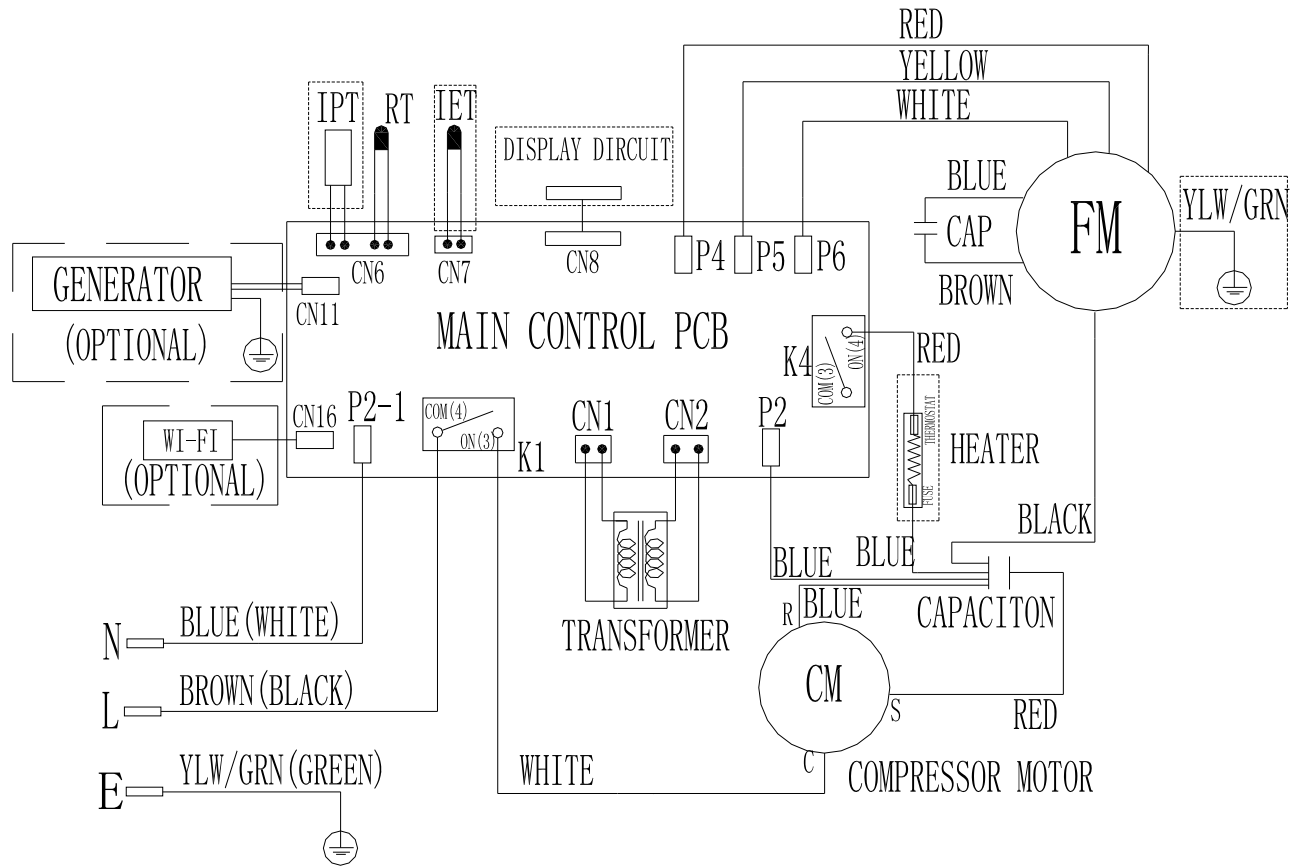 RED
YELLOW
WHITE
IPT
RT
IET
DISPLAY DIRCUIT
BLUE
CAP
BROWN
FM
YLW/GRN
GENERATOR
(OPTIONAL)
CN11
CN6
CN7
CN8
P4
P5
P6
MAIN CONTROL PCB
K4
COM(3)
ON(4)
RED
WI-FI
(OPTIONAL)
CN16
P2-1
COM(4)
ON(3)
K1
CN1
CN2
P2
THERMOSTAT
HEATER
FUSE
BLACK
BLUE
BLUE
BLUE
CAPACITON
TRANSFORMER
R
CM
S
C
RED
COMPRESSOR MOTOR
N
BLUE(WHITE)
L
BROWN(BLACK)
E
YLW/GRN(GREEN)
WHITE